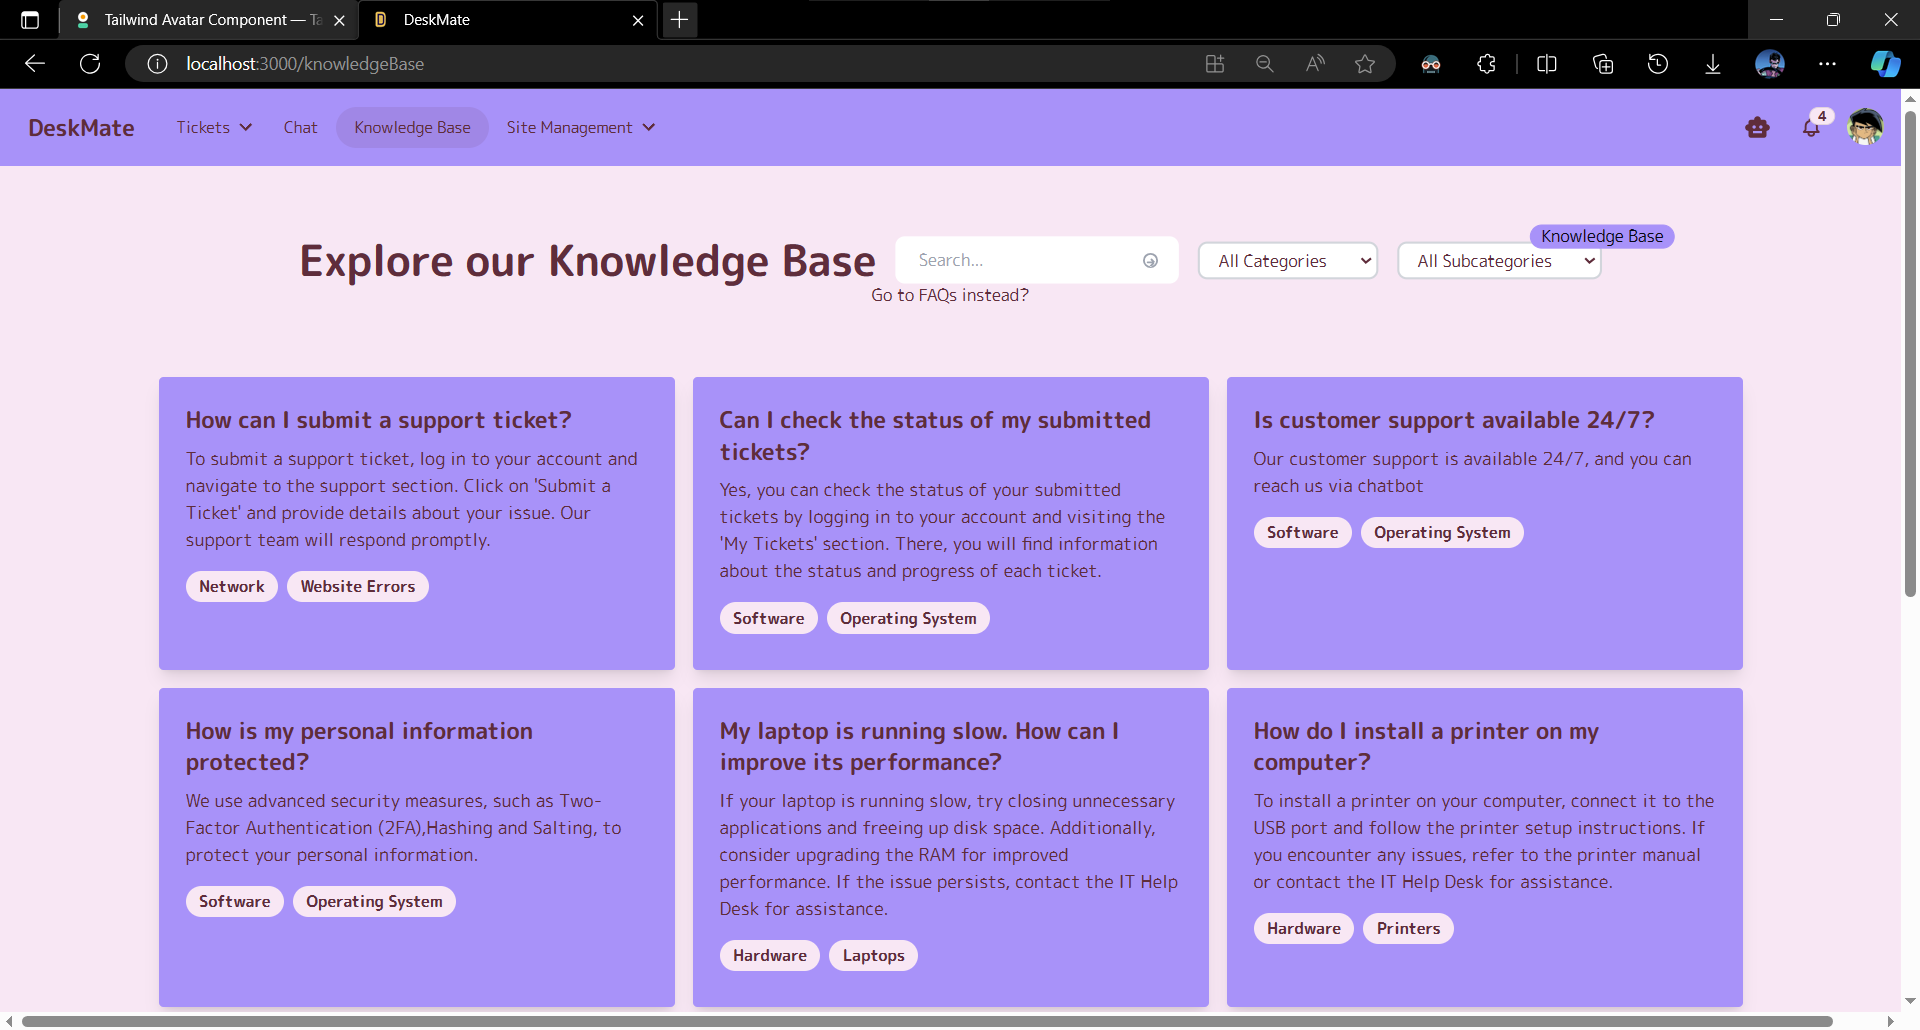 Tailwind Avatar Component — Ta
DeskMate
localhost:3000/knowledgeBase
DeskMate
Tickets
Chat
Knowledge Base
Site Management
4
Knowledge Base
Explore our Knowledge Base
Search...
All Categories
All Subcategories
Go to FAQs instead?
How can I submit a support ticket?
To submit a support ticket, log in to your account and
navigate to the support section. Click on 'Submit a
Ticket' and provide details about your issue. Our
support team will respond promptly.
Network
Website Errors
Can I check the status of my submitted
tickets?
Yes, you can check the status of your submitted
tickets by logging in to your account and visiting the
'My Tickets' section. There, you will find information
about the status and progress of each ticket.
Software
Operating System
Is customer support available 24/7?
Our customer support is available 24/7, and you can
reach us via chatbot
Software
Operating System
How is my personal information
protected?
We use advanced security measures, such as Two-
Factor Authentication (2FA),Hashing and Salting, to
protect your personal information.
Software
Operating System
My laptop is running slow. How can I
improve its performance?
If your laptop is running slow, try closing unnecessary
applications and freeing up disk space. Additionally,
consider upgrading the RAM for improved
performance. If the issue persists, contact the IT Help
Desk for assistance.
Hardware
Laptops
How do I install a printer on my
computer?
To install a printer on your computer, connect it to the
USB port and follow the printer setup instructions. If
you encounter any issues, refer to the printer manual
or contact the IT Help Desk for assistance.
Hardware
Printers